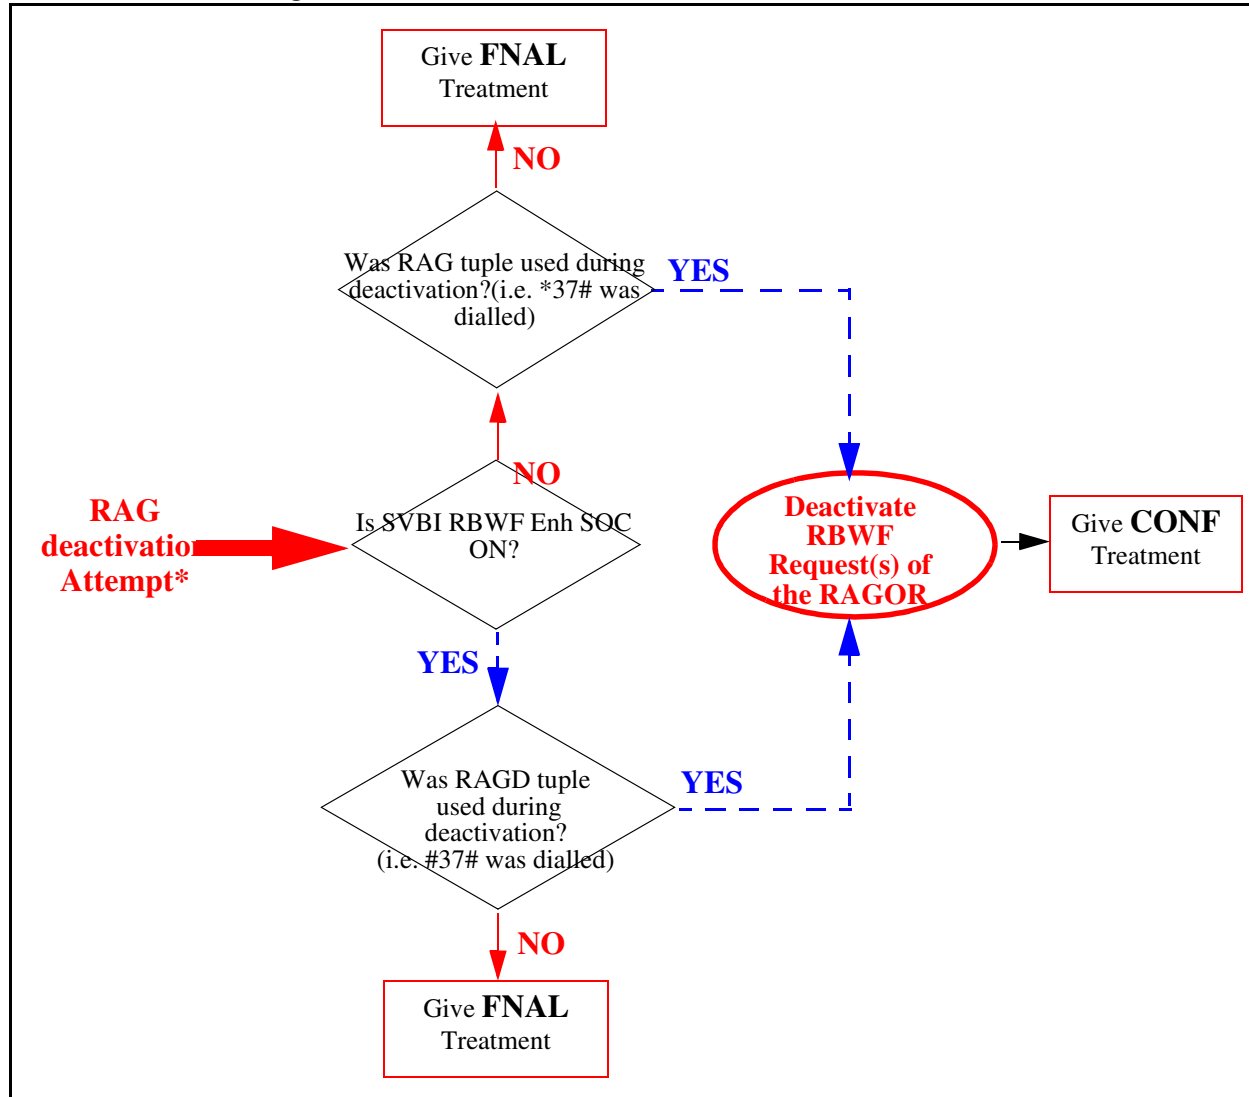 Give FNAL
Treatment
NO
Was RAG tuple used during
deactivation?(i.e. *37# was
dialled)
YES
NO
Is SVBI RBWF Enh SOC
ON?
RAG
deactivation
Attempt*
Deactivate
RBWF
Request(s) of
the RAGOR
Give CONF
Treatment
YES
Was RAGD tuple
used during
deactivation?
(i.e. #37# was dialled)
YES
NO
Give FNAL
Treatment